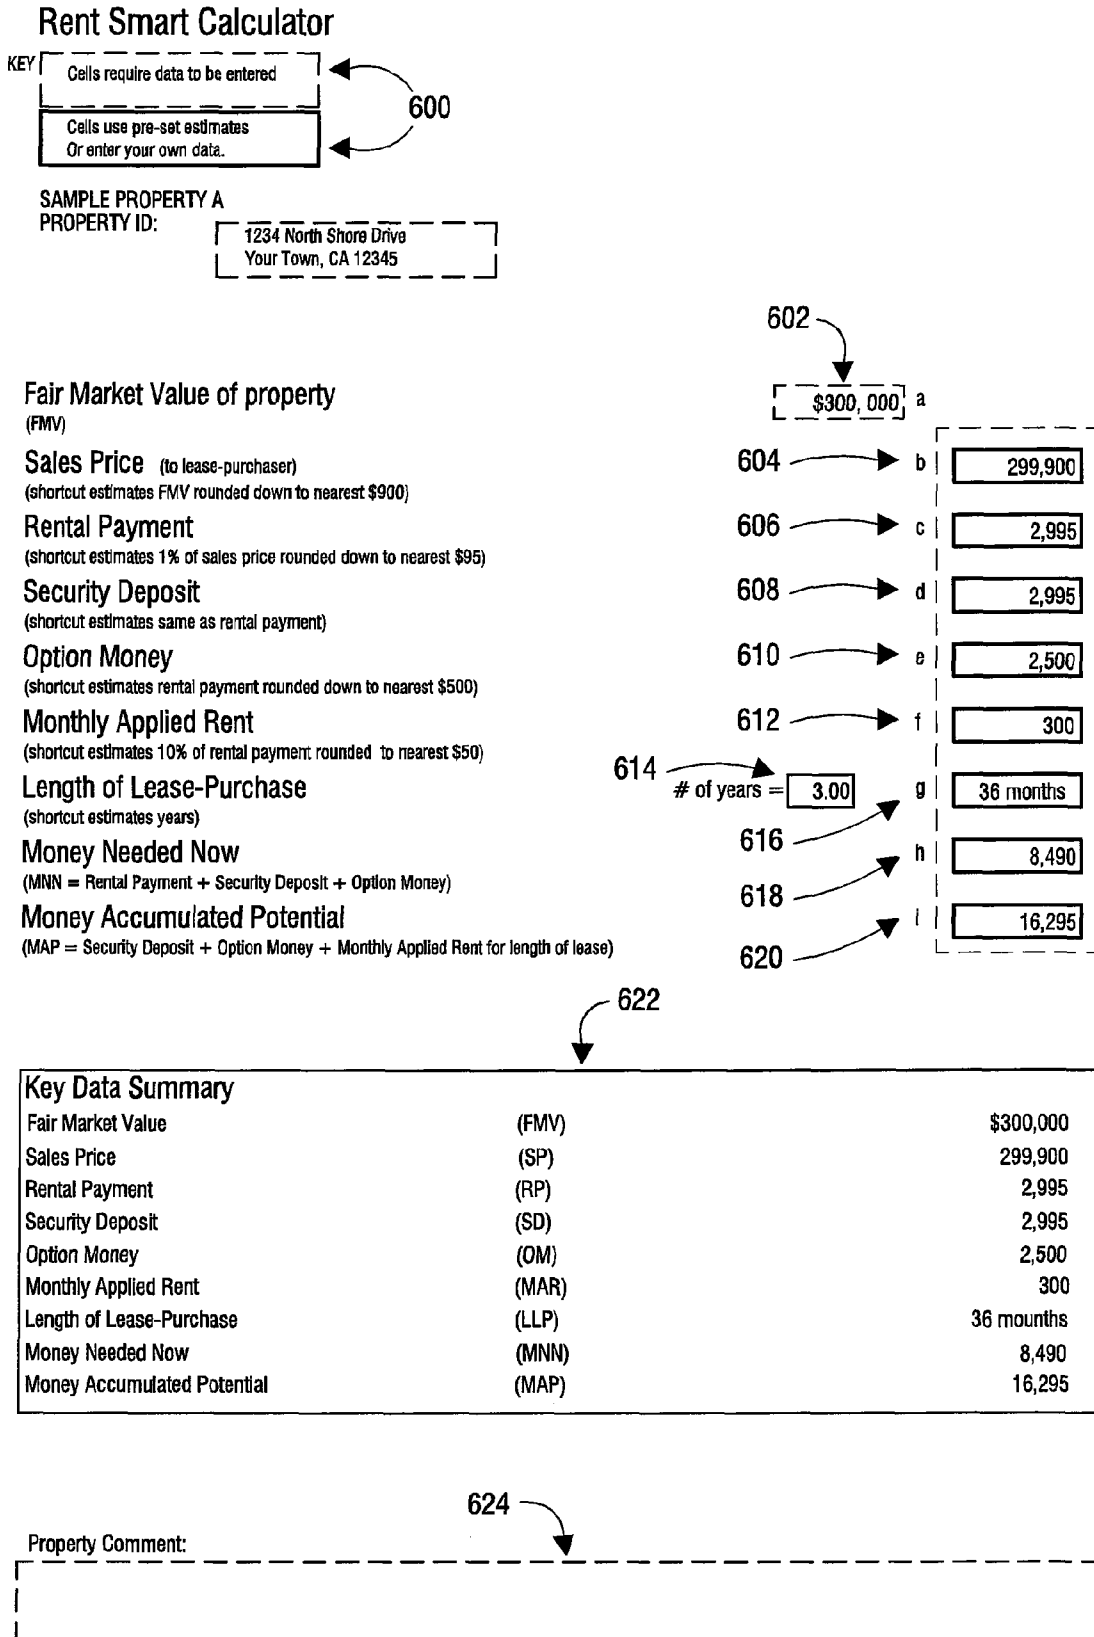 Rent Smart Calculator
KEY
Cells require data to be entered
600
Cells use pre-set estimates
Or enter your own data.
SAMPLE PROPERTY A
PROPERTY ID:
1234 North Shore Drive
Your Town, CA 12345
602
Fair Market Value of property
$300, 000 a
(FMV)
Sales Price (to lease-purchaser) 604 b 299,900
(shortcut estimates FMV rounded down to nearest $900)
Rental Payment 606 c 2,995
(shortcut estimates 1% of sales price rounded down to nearest $95)
Security Deposit 608 d 2,995
(shortcut estimates same as rental payment)
Option Money 610 e 2,500
(shortcut estimates rental payment rounded down to nearest $500)
Monthly Applied Rent 612 f 300
(shortcut estimates 10% of rental payment rounded to nearest $50)
614
Length of Lease-Purchase # of years = 3.00 g 36 months
(shortcut estimates years)
616
Money Needed Now h 8,490
(MNN = Rental Payment + Security Deposit + Option Money)
618
Money Accumulated Potential i 16,295
(MAP = Security Deposit + Option Money + Monthly Applied Rent for length of lease)
620
622
Key Data Summary
Fair Market Value (FMV) $300,000
Sales Price (SP) 299,900
Rental Payment (RP) 2,995
Security Deposit (SD) 2,995
Option Money (OM) 2,500
Monthly Applied Rent (MAR) 300
Length of Lease-Purchase (LLP) 36 mounths
Money Needed Now (MNN) 8,490
Money Accumulated Potential (MAP) 16,295
624
Property Comment: